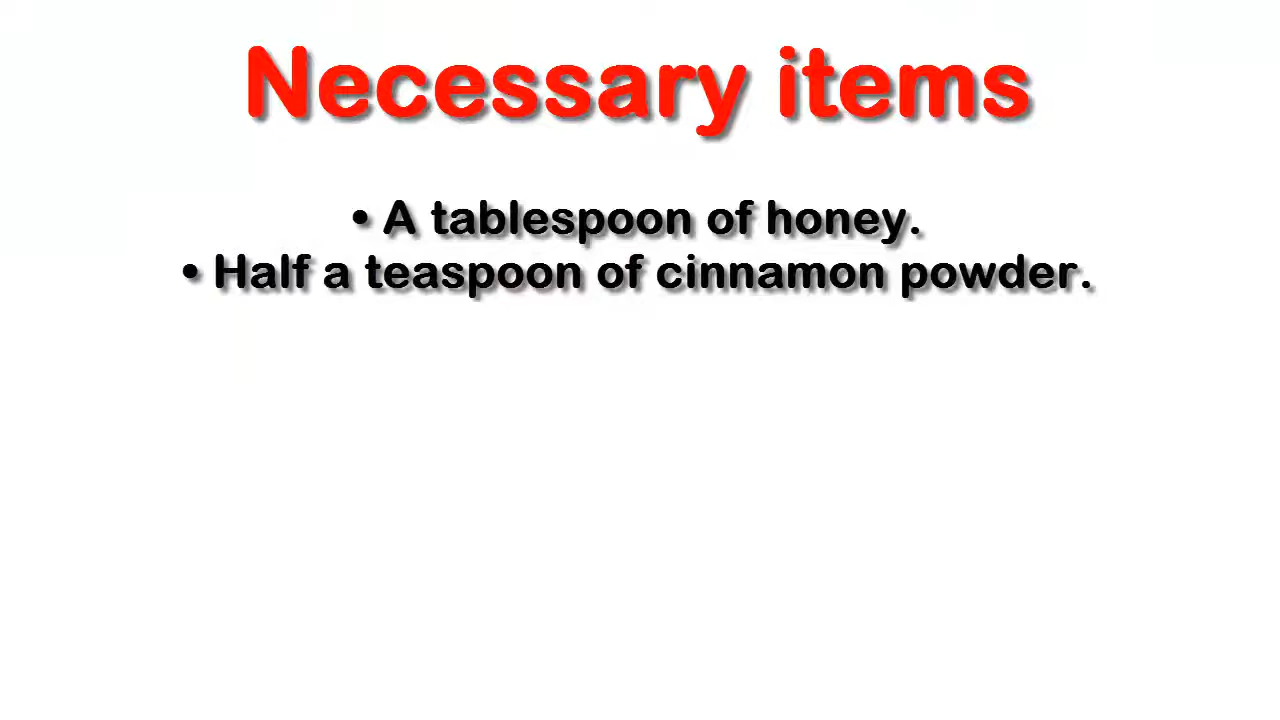 Necessary items
• A tablespoon of honey.
• Half a teaspoon of cinnamon powder.